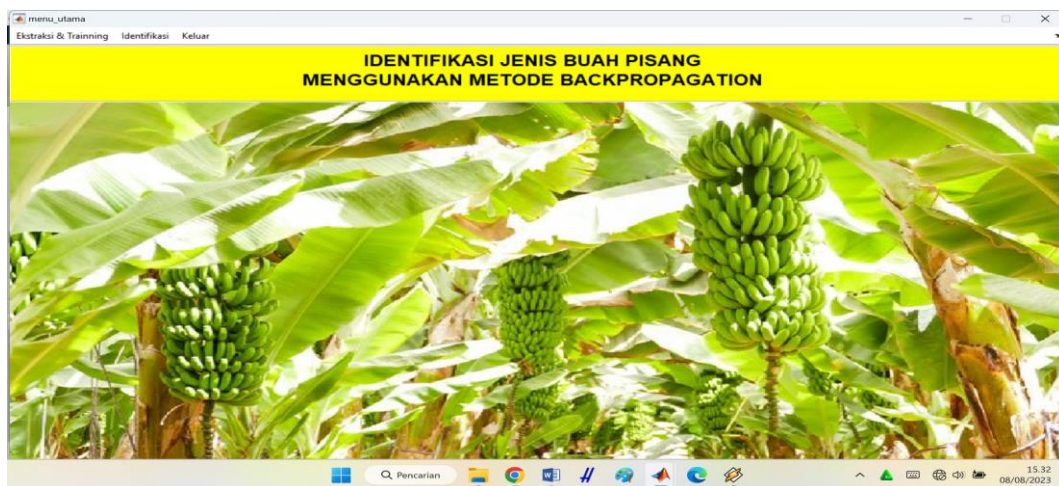 menu_utama
Ekstraksi & Trainning Identifikasi Keluar
IDENTIFIKASI JENIS BUAH PISANG
MENGGUNAKAN METODE BACKPROPAGATION
Pencarian
15.32
08/08/2023